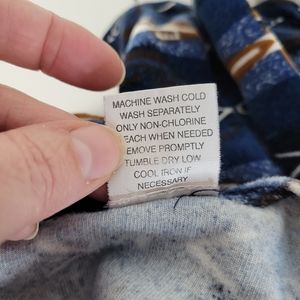 MACHINE WASH COLD
WASH SEPARATELY
ONLY NON-CHLORINE
EACH WHEN NEEDED
EMOVE PROMPTLY
TUMBLE DRY LOW
COOL IRON IF
NECESSARY